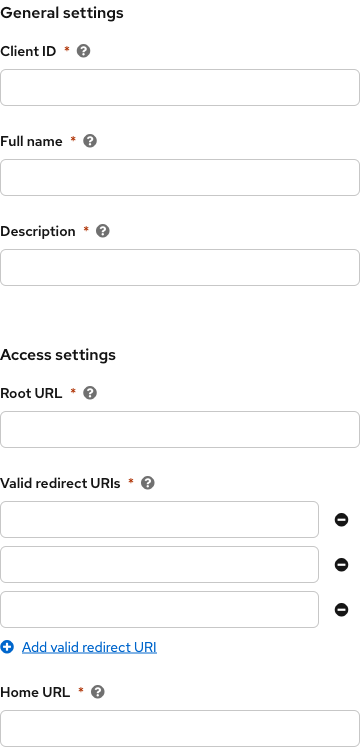 General settings
Client ID *
Full name *
Description *
Access settings
Root URL *
Valid redirect URIs *
Add valid redirect URI
Home URL *